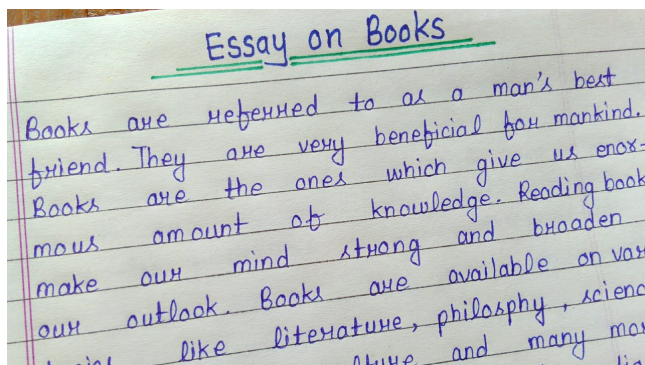 Essay on Books
Books are referred to as a man's best
friend. They are very beneficial for mankind.
Books are the ones which give us enor-
mous amount of knowledge. Reading book
make our mind strong and broaden
our outlook. Books are available on var
like literature, philosphy, scienc
and many mor